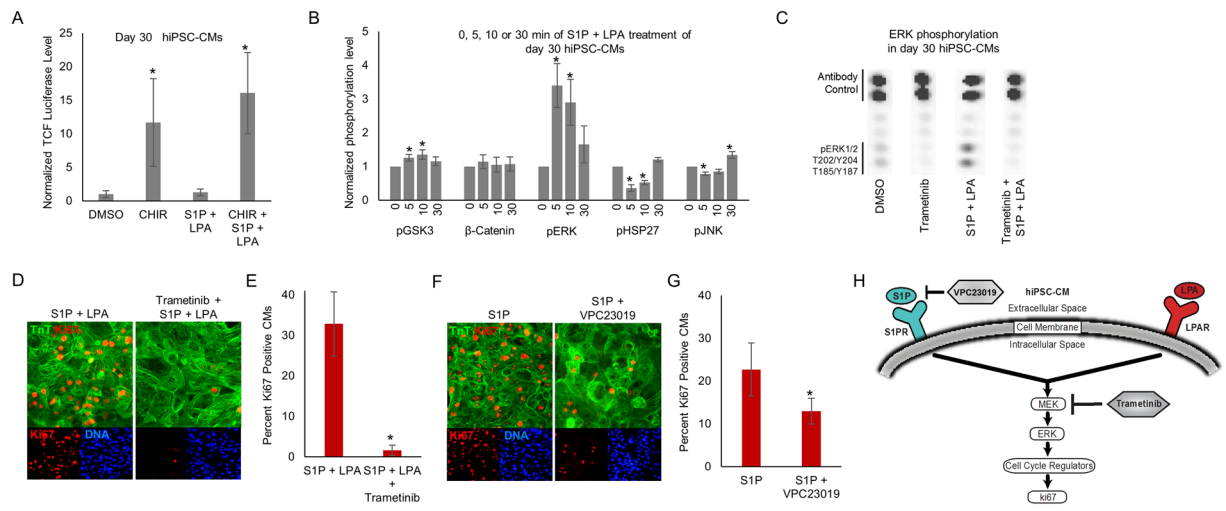 A
Day 30 hiPSC-CMs
Normalized TCF Luciferase Level
25
20
15
10
5
0
*
*
DMSO
CHIR
S1P +
LPA
CHIR +
S1P +
LPA
B
0, 5, 10 or 30 min of S1P + LPA treatment of
day 30 hiPSC-CMs
Normalized phosphorylation level
5
4
3
2
1
0
* *
* *
* *
* *
0 5 10 30
0 5 10 30
0 5 10 30
0 5 10 30
0 5 10 30
pGSK3
β-Catenin
pERK
pHSP27
pJNK
C
ERK phosphorylation
in day 30 hiPSC-CMs
Antibody
Control
pERK1/2
T202/Y204
T185/Y187
DMSO
Trametinib
S1P + LPA
Trametinib +
S1P + LPA
D
S1P + LPA
Trametinib +
S1P + LPA
TnT/Ki67
Ki67
DNA
E
Percent Ki67 Positive CMs
40
30
20
10
0
*
S1P + LPA
S1P + LPA
+
Trametinib
F
S1P
S1P +
VPC23019
TnT/Ki67
Ki67
DNA
G
Percent Ki67 Positive CMs
40
30
20
10
0
*
S1P
S1P +
VPC23019
H
S1P
VPC23019
hiPSC-CM
LPA
Extracellular Space
S1PR
Cell Membrane
LPAR
Intracellular Space
MEK
Trametinib
ERK
Cell Cycle Regulators
ki67